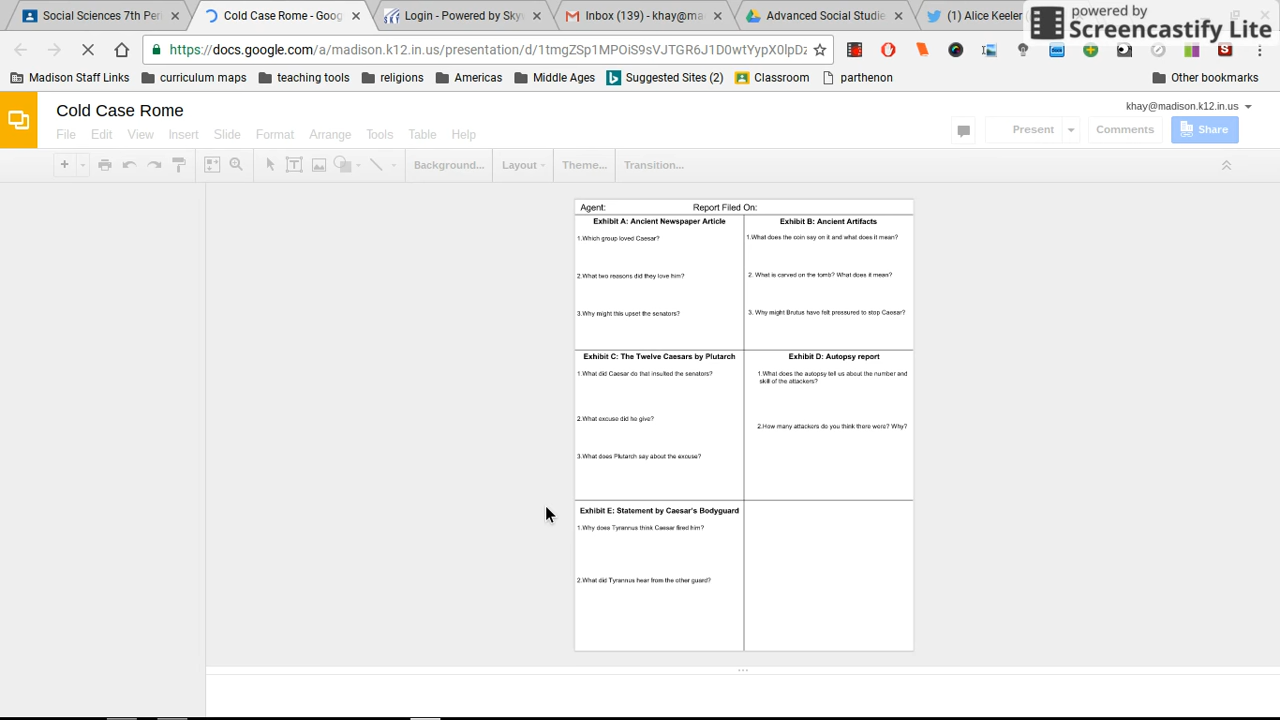 Social Sciences 7th Per
Cold Case Rome - Go
Login - Powered by Sky
Inbox (139) - khay@ma
Advanced Social Studie
(1) Alice Keeler
powered by
Screencastify Lite
https://docs.google.com/a/madison.k12.in.us/presentation/d/1tmgZSp1MPOiS9sVJTGR6J1D0wtYypX0lpDz
Madison Staff Links
curriculum maps
teaching tools
religions
Americas
Middle Ages
Suggested Sites (2)
Classroom
parthenon
Other bookmarks
Cold Case Rome
khay@madison.k12.in.us
File Edit View Insert Slide Format Arrange Tools Table Help
Present
Comments
Share
Background...
Layout
Theme...
Transition...
Agent: Report Filed On:
Exhibit A: Ancient Newspaper Article
1.Which group loved Caesar?
2.What two reasons did they love him?
3.Why might this upset the senators?
Exhibit B: Ancient Artifacts
1.What does the coin say on it and what does it mean?
2. What is carved on the tomb? What does it mean?
3. Why might Brutus have felt pressured to stop Caesar?
Exhibit C: The Twelve Caesars by Plutarch
1.What did Caesar do that insulted the senators?
2.What excuse did he give?
3.What does Plutarch say about the excuse?
Exhibit D: Autopsy report
1.What does the autopsy tell us about the number and
skill of the attackers?
2.How many attackers do you think there were? Why?
Exhibit E: Statement by Caesar's Bodyguard
1.Why does Tyrannus think Caesar fired him?
2.What did Tyrannus hear from the other guard?